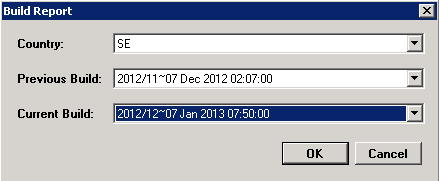 Build Report
Country: SE
Previous Build: 2012/11~07 Dec 2012 02:07:00
Current Build: 2012/12~07 Jan 2013 07:50:00
OK Cancel